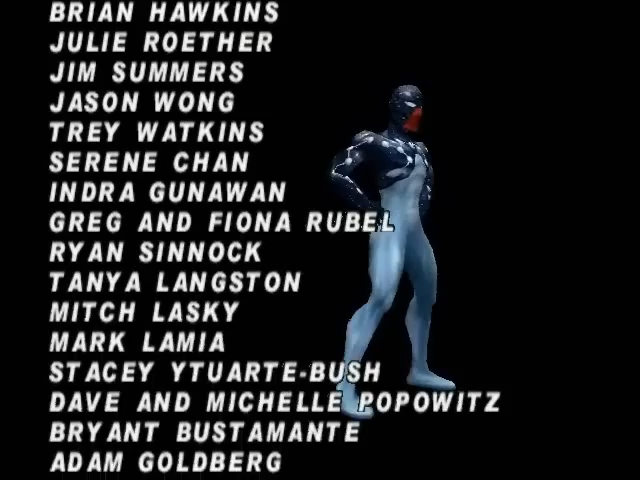 BRIAN HAWKINS
JULIE ROETHER
JIM SUMMERS
JASON WONG
TREY WATKINS
SERENE CHAN
INDRA GUNAWAN
GREG AND FIONA RUBEL
RYAN SINNOCK
TANYA LANGSTON
MITCH LASKY
MARK LAMIA
STACEY YTUARTE-BUSH
DAVE AND MICHELLE POPOWITZ
BRYANT BUSTAMANTE
ADAM GOLDBERG